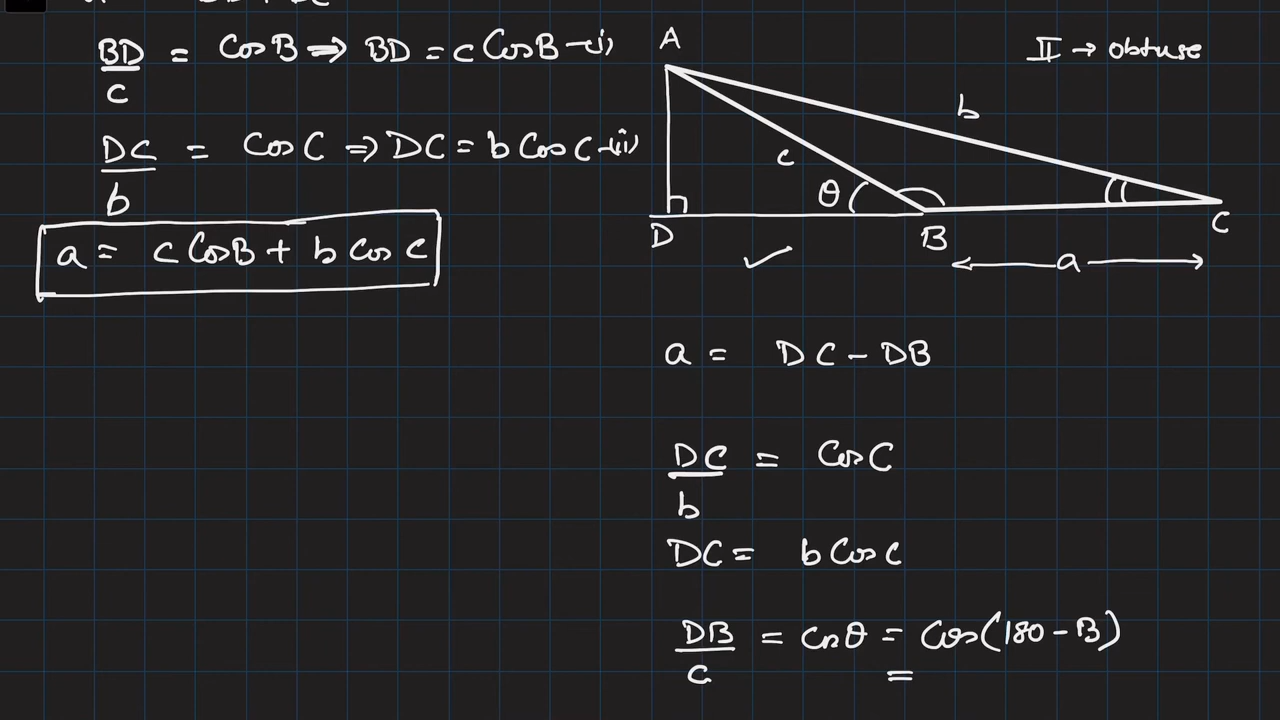 BD/c = Cos B ⇒ BD = c Cos B -(i)
DC/b = Cos C ⇒ DC = b Cos C -(ii)
a = c Cos B + b Cos C
II → obtuse
A
b
c
θ
D
B
C
a
a = DC - DB
DC/b = Cos C
DC = b Cos C
DB/c = cos θ = Cos(180 - B)
=